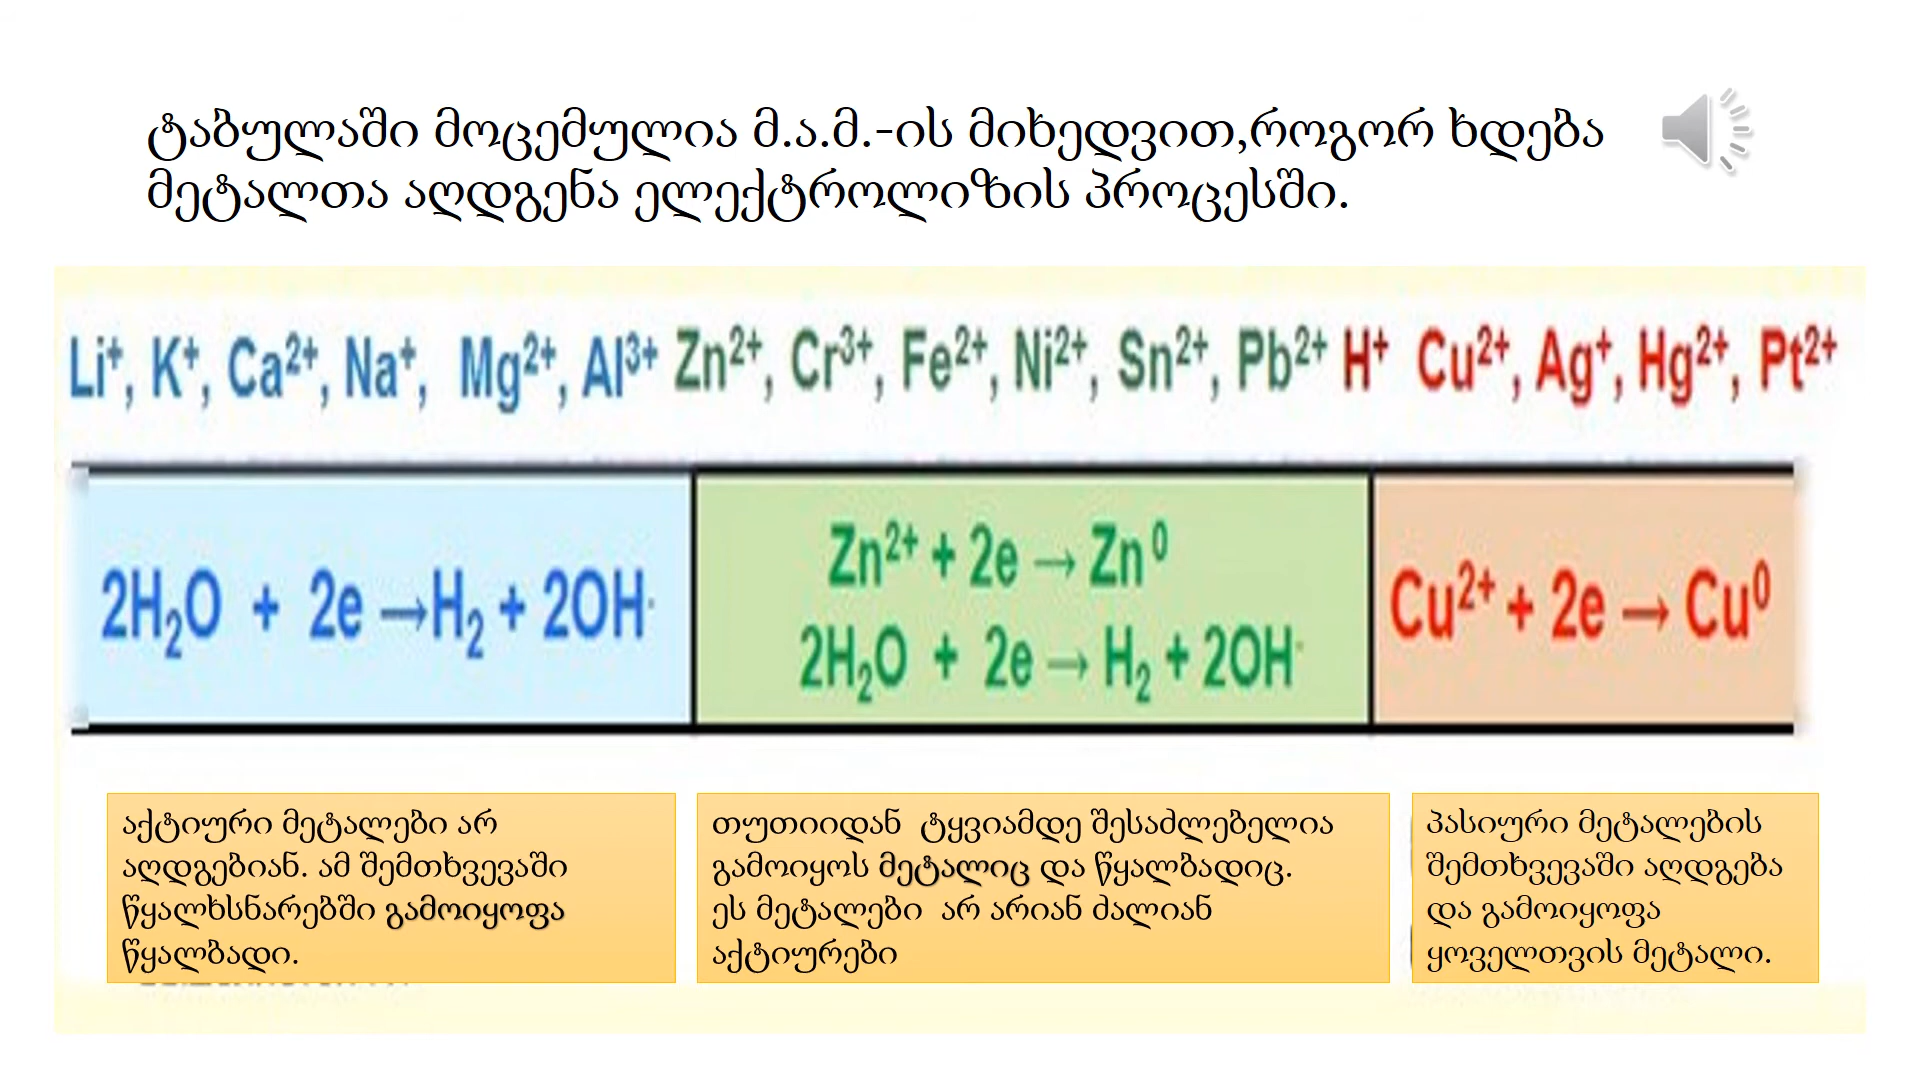 ტაბულაში მოცემულია მ.ა.მ.-ის მიხედვით,როგორ ხდება
მეტალთა აღდგენა ელექტროლიზის პროცესში.
Li⁺, K⁺, Ca²⁺, Na⁺, Mg²⁺, Al³⁺ Zn²⁺, Cr³⁺, Fe²⁺, Ni²⁺, Sn²⁺, Pb²⁺ H⁺ Cu²⁺, Ag⁺, Hg²⁺, Pt²⁺
2H₂O + 2e →H₂ + 2OH⁻
Zn²⁺ + 2e → Zn⁰
2H₂O + 2e → H₂ + 2OH⁻
Cu²⁺ + 2e → Cu⁰
აქტიური მეტალები არ
აღდგებიან. ამ შემთხვევაში
წყალხსნარებში გამოიყოფა
წყალბადი.
თუთიიდან ტყვიამდე შესაძლებელია
გამოიყოს მეტალიც და წყალბადიც.
ეს მეტალები არ არიან ძალიან
აქტიურები
პასიური მეტალების
შემთხვევაში აღდგება
და გამოიყოფა
ყოველთვის მეტალი.